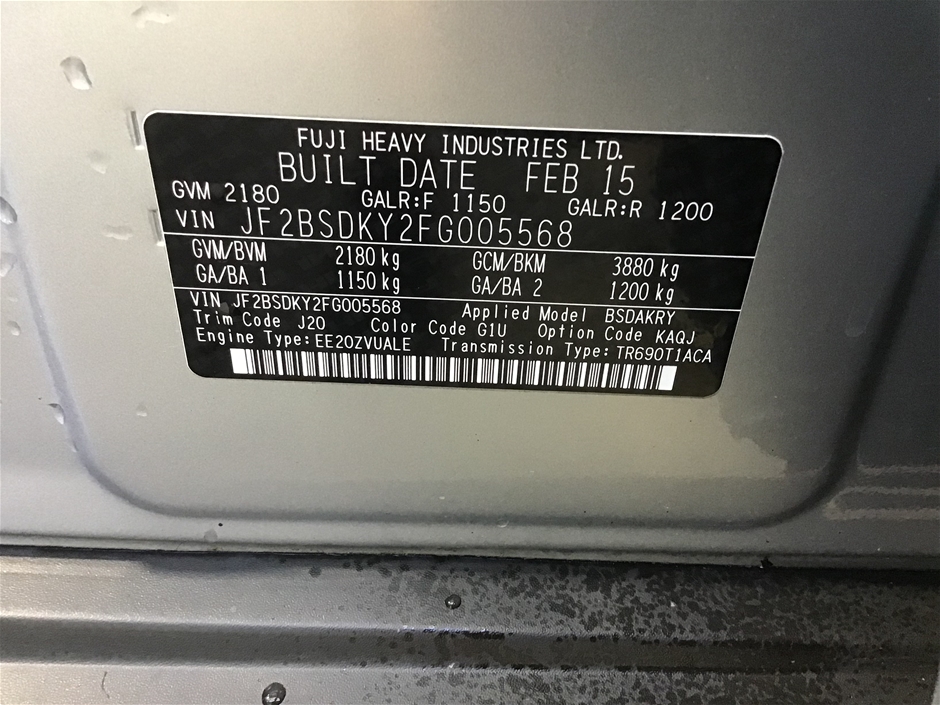 FUJI HEAVY INDUSTRIES LTD.
BUILT DATE FEB 15
GVM 2180 GALR:F 1150 GALR:R 1200
VIN JF2BSDKY2FG005568
GVM/BVM 2180 kg GCM/BKM 3880 kg
GA/BA 1 1150 kg GA/BA 2 1200 kg
VIN JF2BSDKY2FG005568 Applied Model BSDAKRY
Trim Code J20 Color Code G1U Option Code KAQJ
Engine Type:EE20ZVUALE Transmission Type:TR690T1ACA